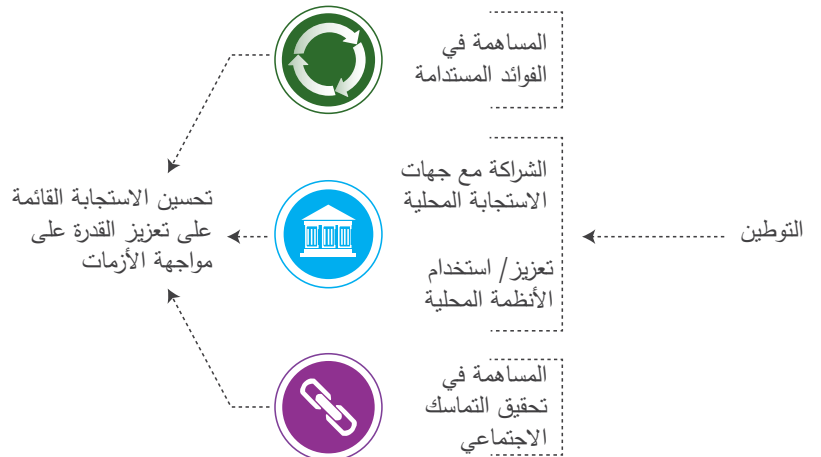 التوطين
المساهمة في
الفوائد المستدامة
الشراكة مع جهات
الاستجابة المحلية
تعزيز/ استخدام
الأنظمة المحلية
المساهمة في
تحقيق التماسك
الاجتماعي
تحسين الاستجابة القائمة
على تعزيز القدرة على
مواجهة الأزمات